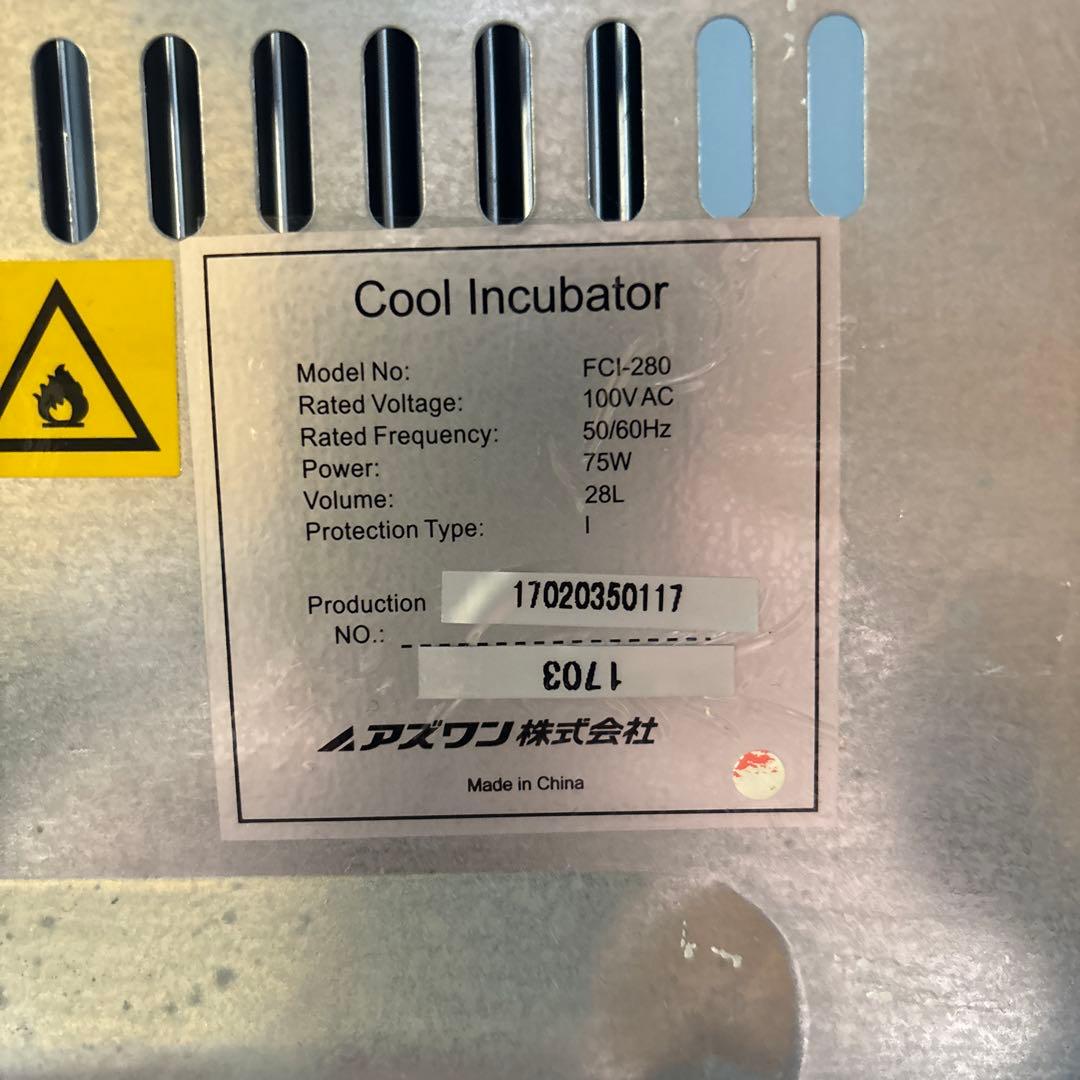 Cool Incubator
Model No: FCI-280
Rated Voltage: 100V AC
Rated Frequency: 50/60Hz
Power: 75W
Volume: 28L
Protection Type: I
Production 17020350117
NO.:
1703
アズワン株式会社
Made in China